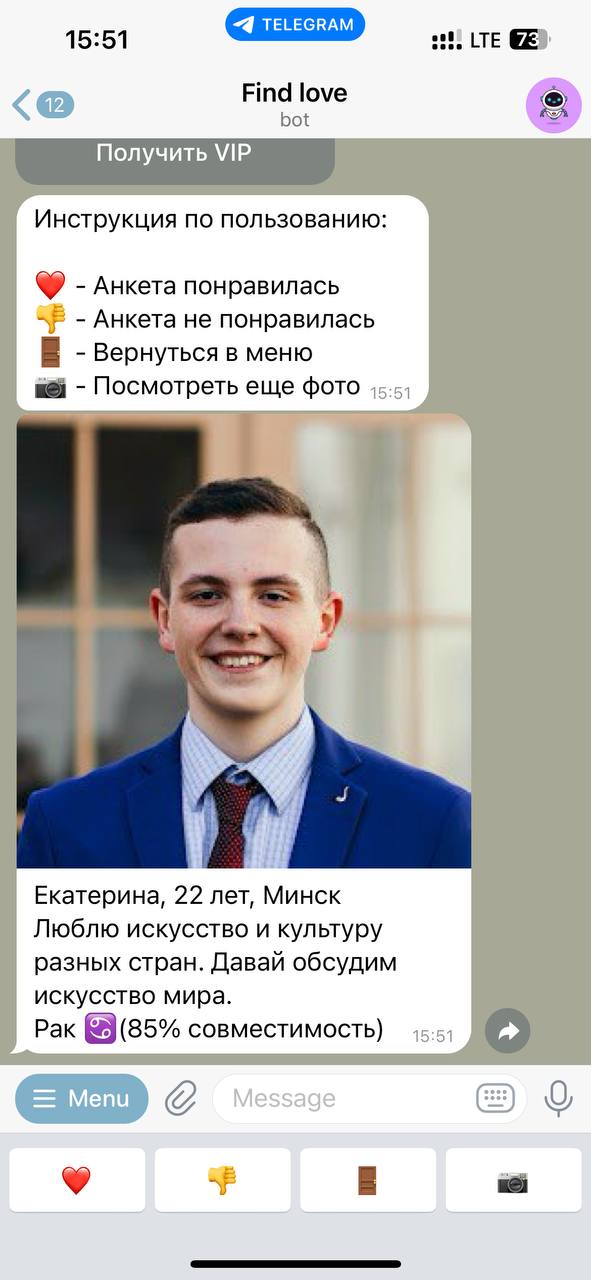 15:51
TELEGRAM
LTE
73
12
Find love
bot
Получить VIP
Инструкция по пользованию:
❤️ - Анкета понравилась
👎 - Анкета не понравилась
🚪 - Вернуться в меню
📷 - Посмотреть еще фото 15:51
Екатерина, 22 лет, Минск
Люблю искусство и культуру
разных стран. Давай обсудим
искусство мира.
Рак ♋(85% совместимость) 15:51
Menu
Message